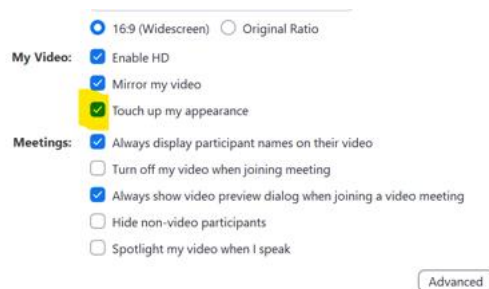 16:9 (Widescreen) Original Ratio
My Video: Enable HD
Mirror my video
Touch up my appearance
Meetings: Always display participant names on their video
Turn off my video when joining meeting
Always show video preview dialog when joining a video meeting
Hide non-video participants
Spotlight my video when I speak
Advanced